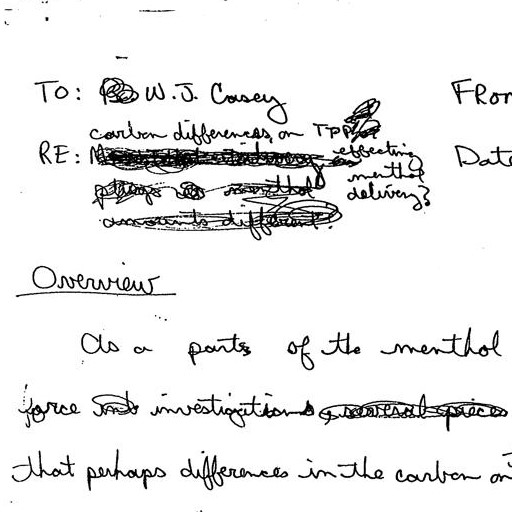 TO: W.J. Casey From
carbon differences on TPP
RE: effecting Date
menthol
delivery?
Overview
As a parts of the menthol
force investigations
that perhaps differences in the carbon on